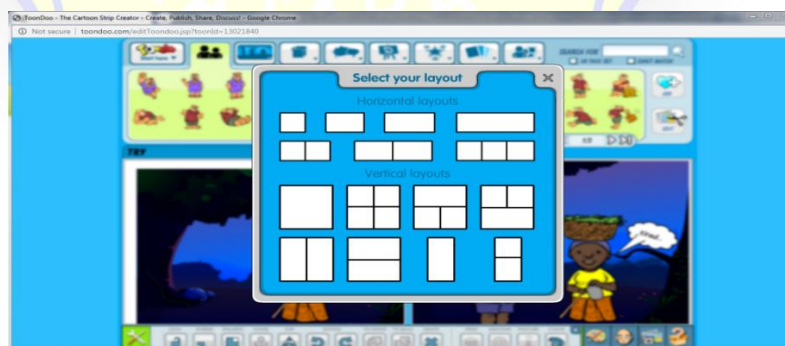 ToonDoo - The Cartoon Strip Creator - Create, Publish, Share, Discuss! - Google Chrome
Not secure | toondoo.com/editToondoo.jsp?toonId=13021840
SEARCH FOR
Select your layout
Horizontal layouts
Vertical layouts
TRY